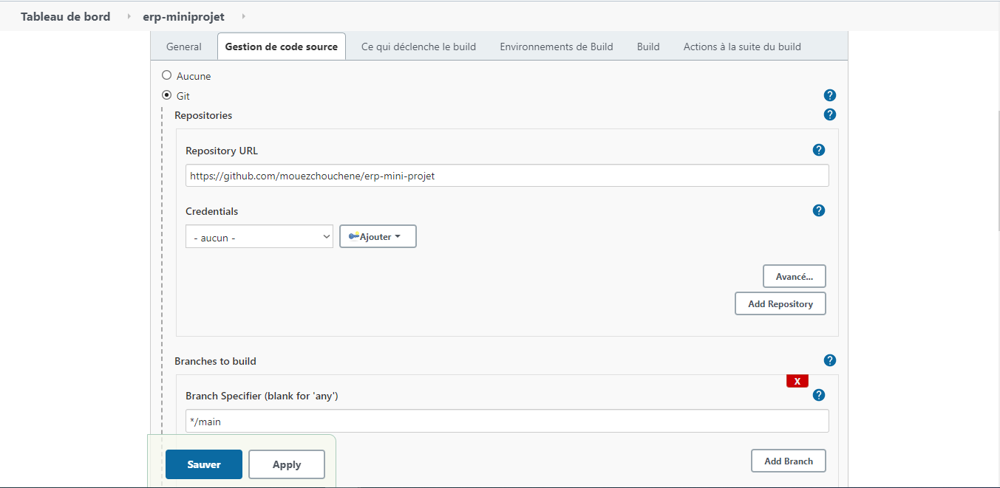 Tableau de bord erp-miniprojet
General Gestion de code source Ce qui déclenche le build Environnements de Build Build Actions à la suite du build
Aucune
Git ?
Repositories ?
Repository URL ?
https://github.com/mouezchouchene/erp-mini-projet
Credentials ?
- aucun - Ajouter
Avancé...
Add Repository
Branches to build ?
X
Branch Specifier (blank for 'any') ?
*/main
Sauver Apply Add Branch